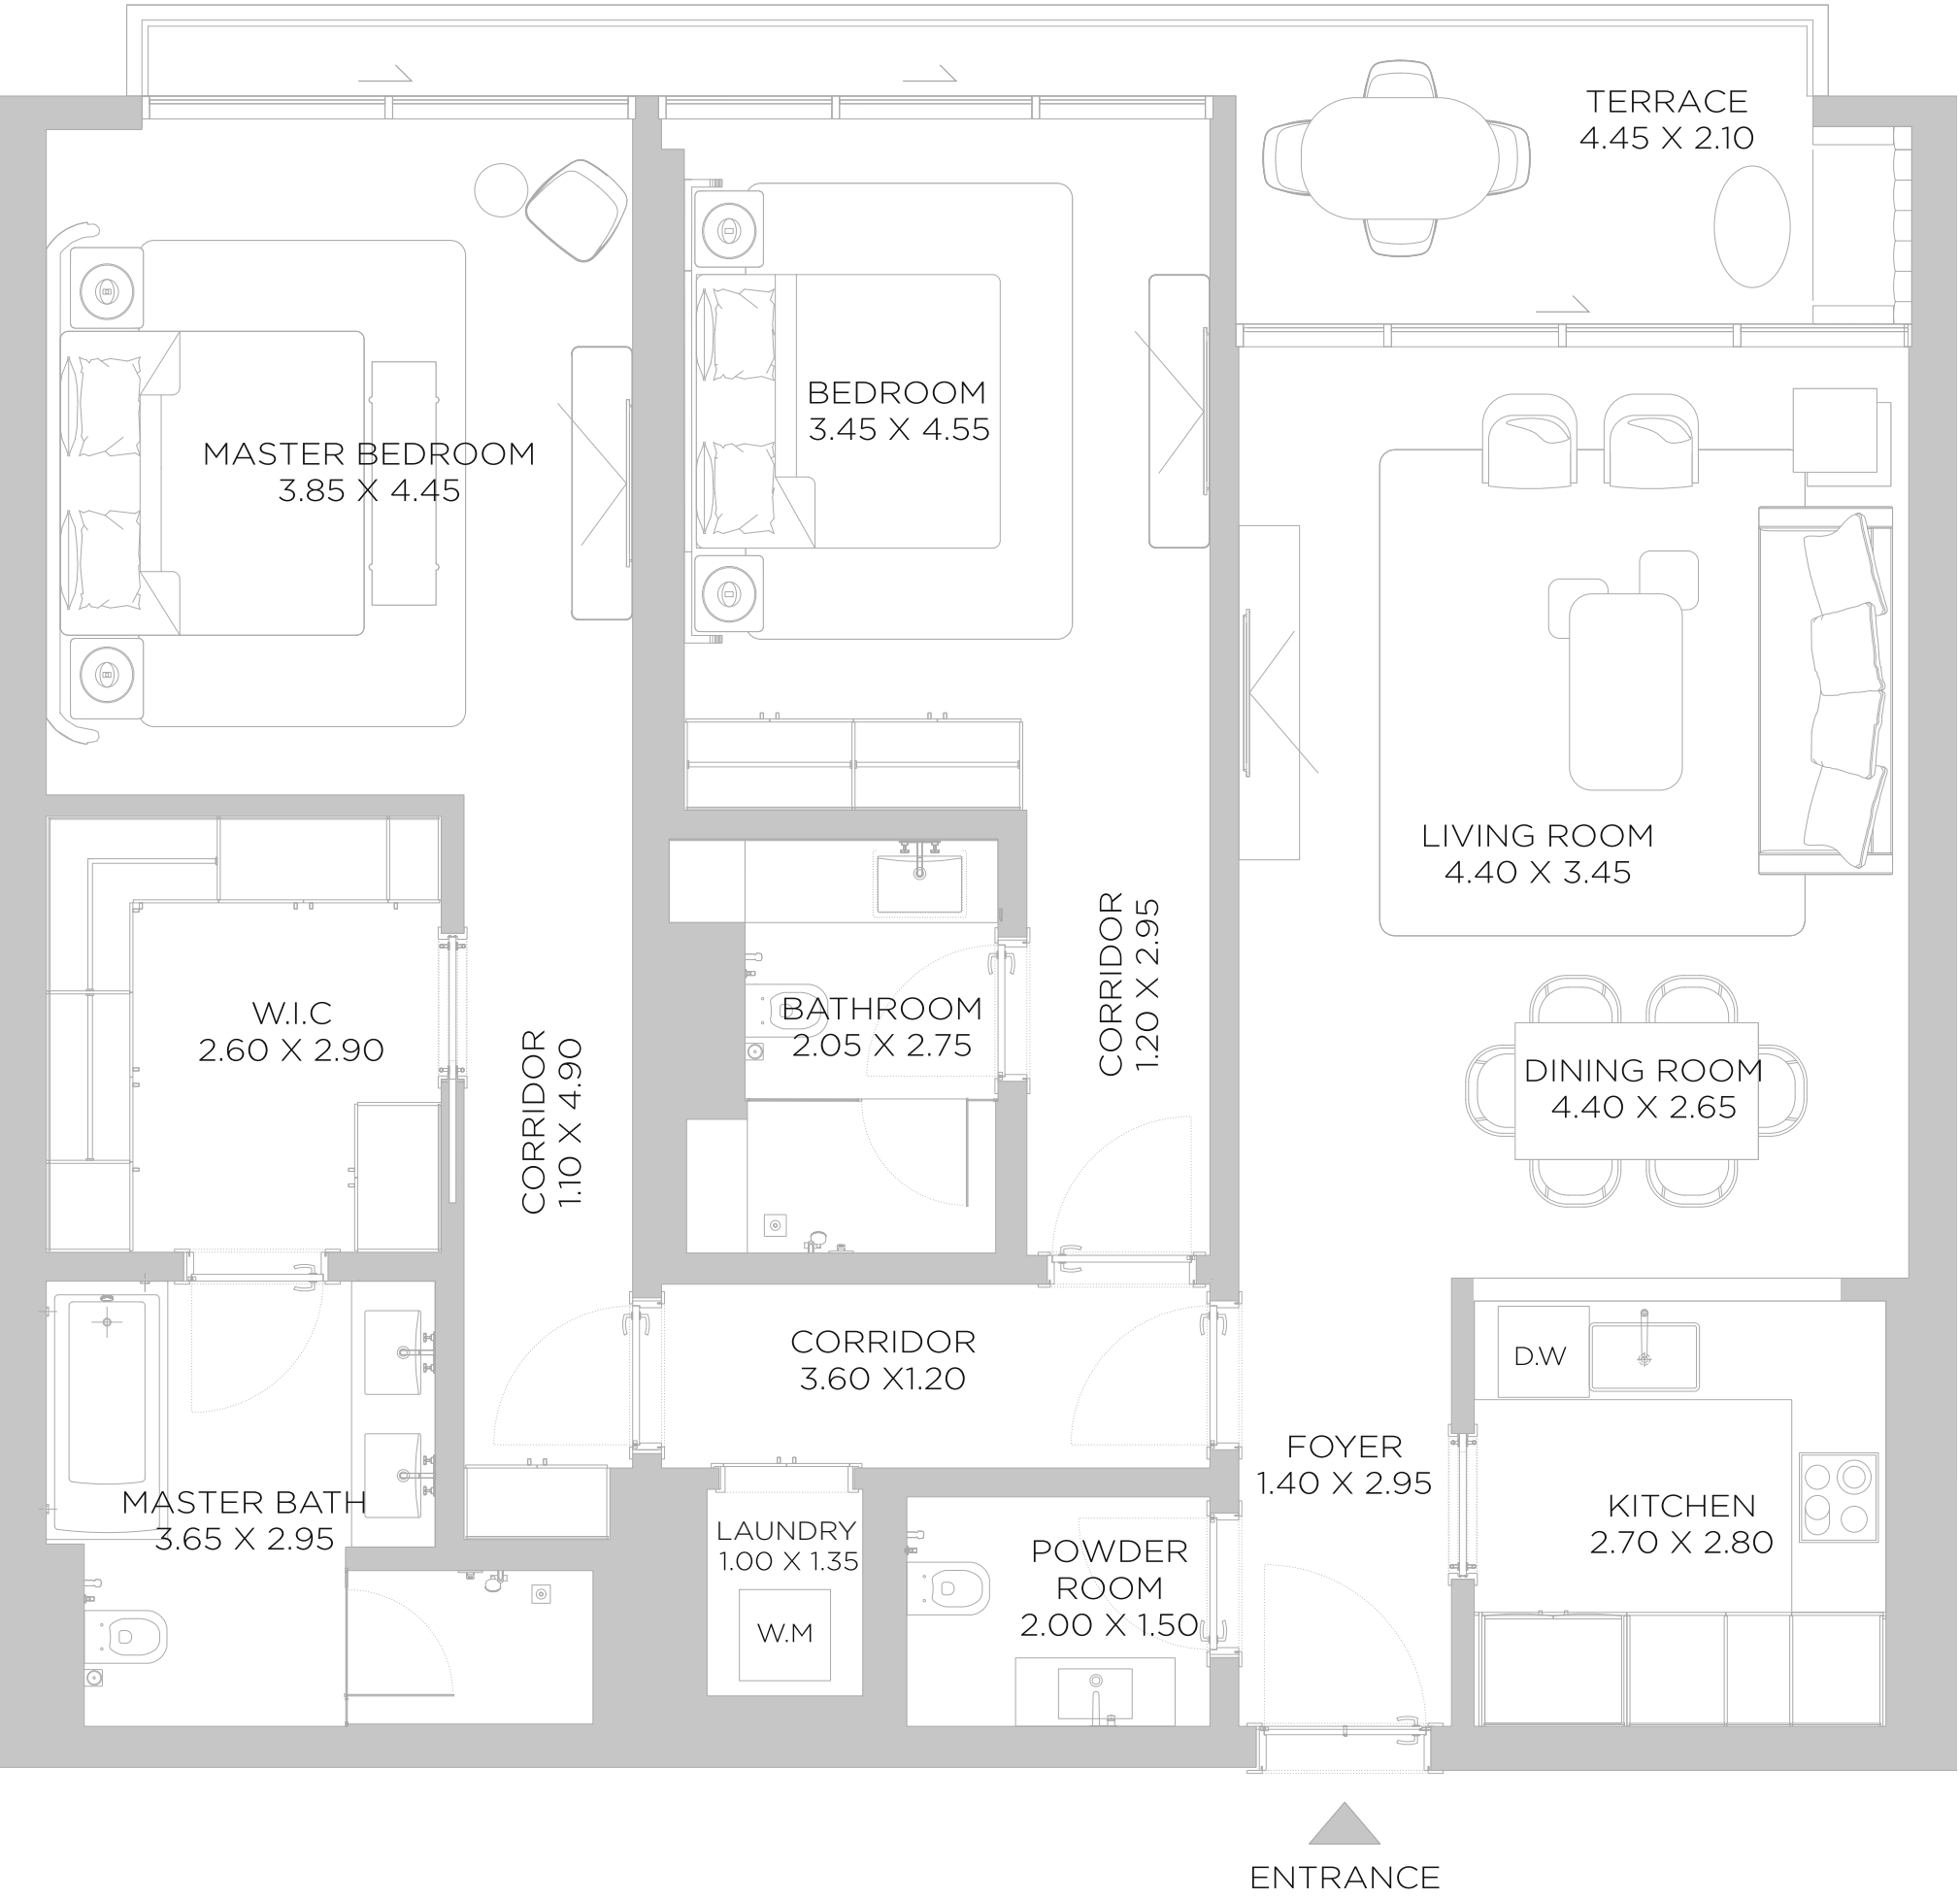 TERRACE
4.45 X 2.10
BEDROOM
3.45 X 4.55
MASTER BEDROOM
3.85 X 4.45
LIVING ROOM
4.40 X 3.45
CORRIDOR
1.20 X 2.95
W.I.C
2.60 X 2.90
BATHROOM
2.05 X 2.75
CORRIDOR
1.10 X 4.90
DINING ROOM
4.40 X 2.65
CORRIDOR
3.60 X1.20
D.W
FOYER
1.40 X 2.95
MASTER BATH
3.65 X 2.95
KITCHEN
2.70 X 2.80
LAUNDRY
1.00 X 1.35
POWDER
ROOM
2.00 X 1.50
W.M
ENTRANCE